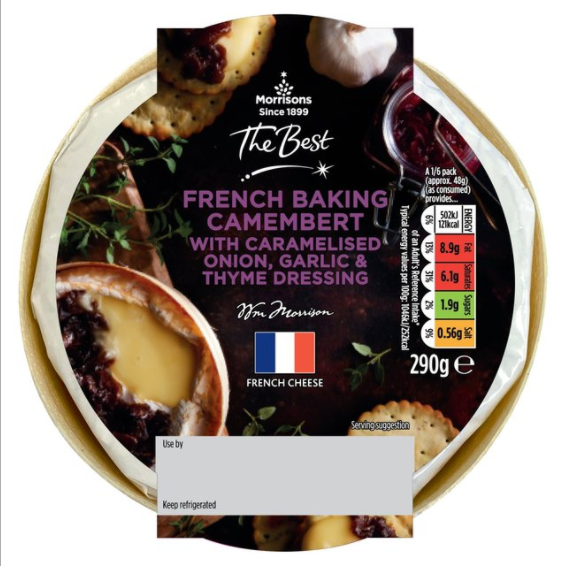 Morrisons
Since 1899
The Best
FRENCH BAKING
CAMEMBERT
WITH CARAMELISED
ONION, GARLIC &
THYME DRESSING
Wm Morrison
FRENCH CHEESE
A 1/6 pack
(approx. 48g)
(as consumed)
provides...
ENERGY 502kJ 121kcal 6%
Fat 8.9g 13%
Saturates 6.1g 31%
Sugars 1.9g 2%
Salt 0.56g 9%
of an Adult's Reference Intake*
Typical energy values per 100g: 1046kJ/252kcal
290g e
Serving suggestion
Use by
Keep refrigerated